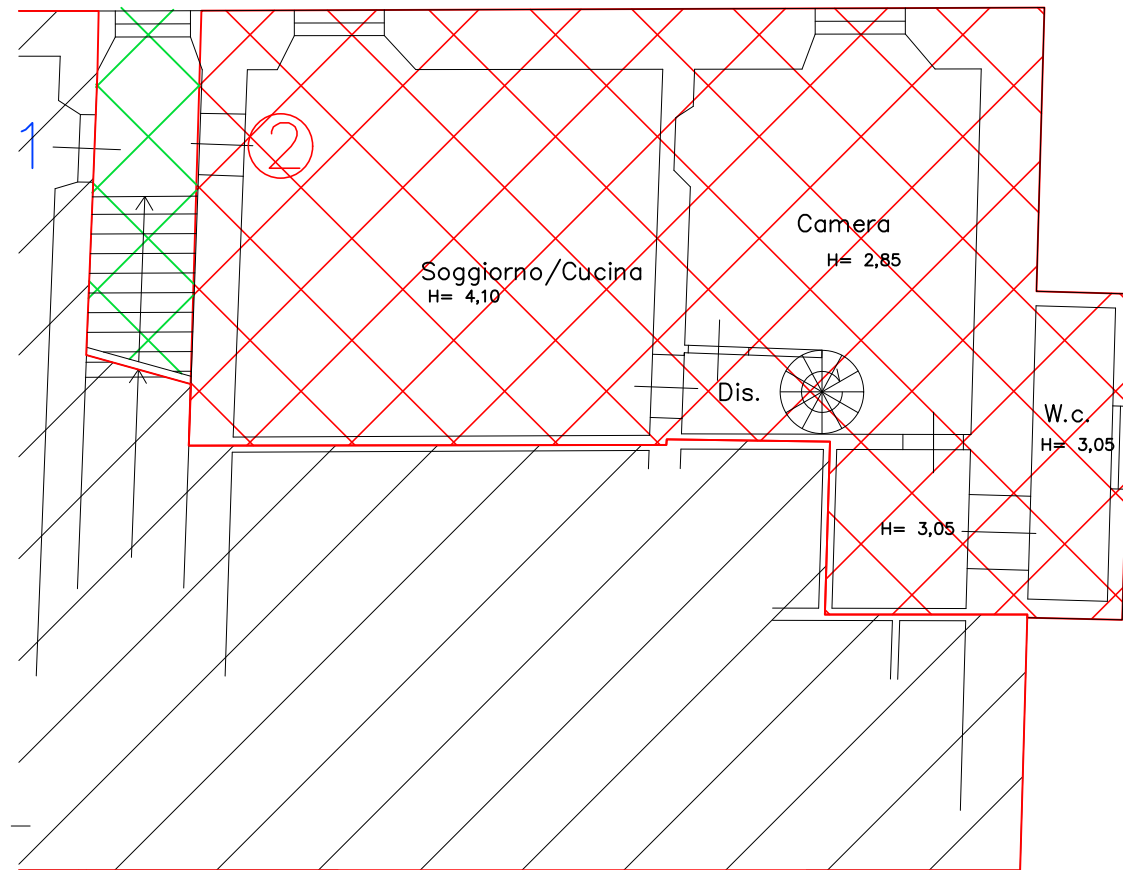 1
2
Camera
H= 2,85
Soggiorno/Cucina
H= 4,10
Dis.
W.c.
H= 3,05
H= 3,05